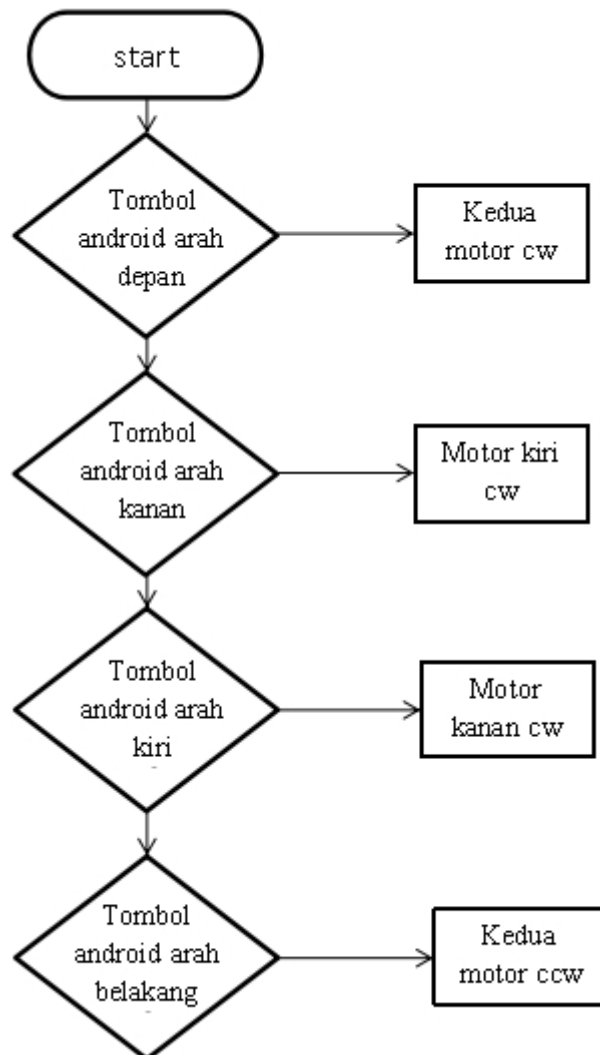 start
Tombol
android arah
depan
Kedua
motor cw
Tombol
android arah
kanan
Motor kiri
cw
Tombol
android arah
kiri
Motor
kanan cw
Tombol
android arah
belakang
Kedua
motor ccw